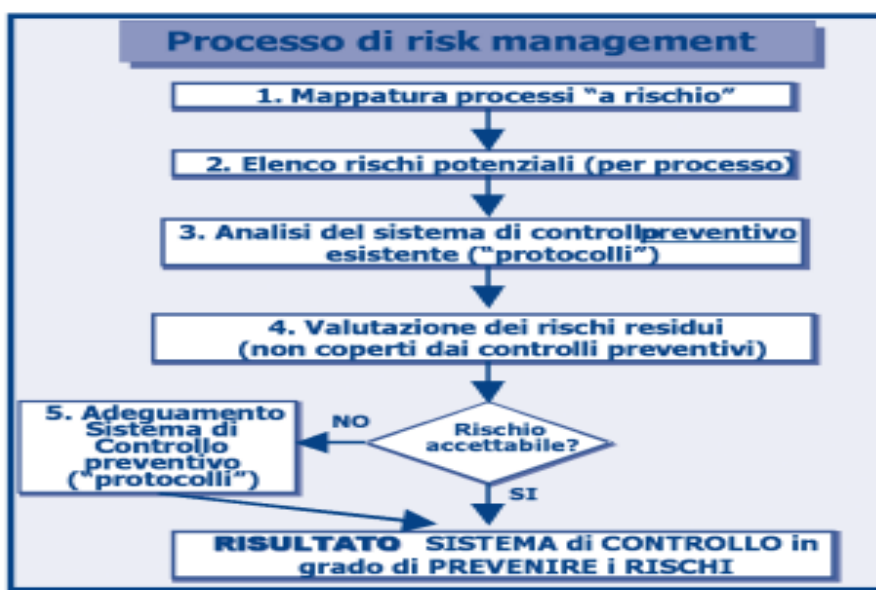 Processo di risk management
1. Mappatura processi “a rischio”
2. Elenco rischi potenziali (per processo)
3. Analisi del sistema di controllo preventivo
esistente (“protocolli”)
4. Valutazione dei rischi residui
(non coperti dai controlli preventivi)
Rischio
accettabile?
NO
5. Adeguamento
Sistema di
Controllo
preventivo
(“protocolli”)
SI
RISULTATO SISTEMA di CONTROLLO in
grado di PREVENIRE i RISCHI